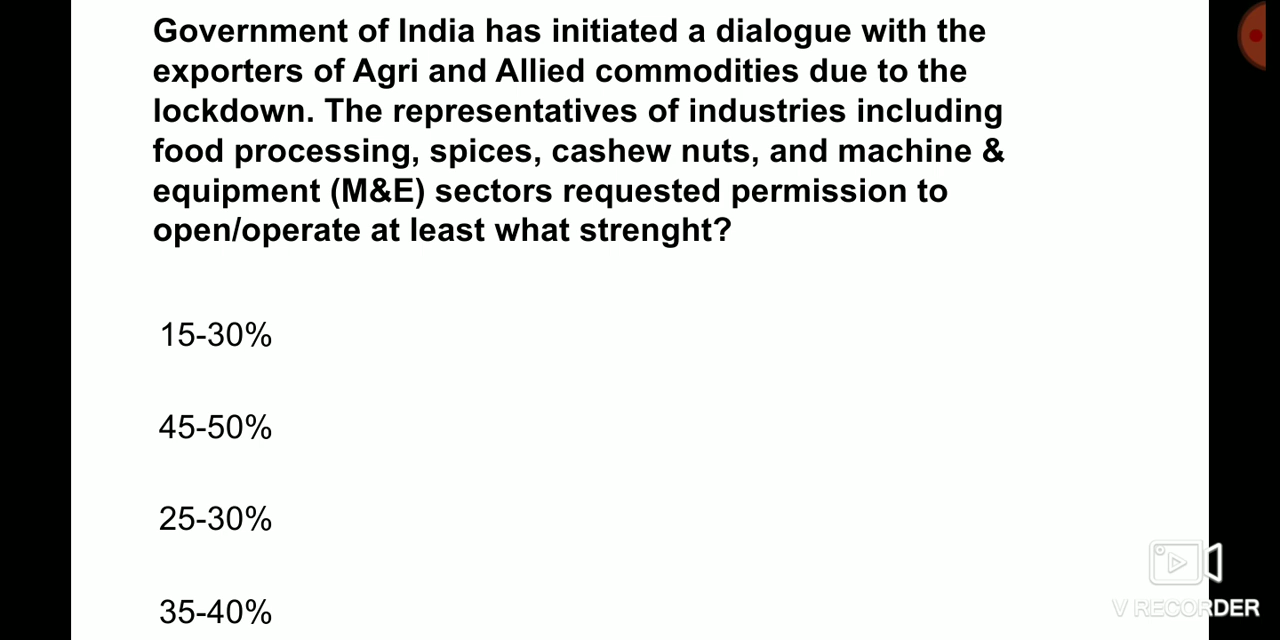 Government of India has initiated a dialogue with the
exporters of Agri and Allied commodities due to the
lockdown. The representatives of industries including
food processing, spices, cashew nuts, and machine &
equipment (M&E) sectors requested permission to
open/operate at least what strenght?
15-30%
45-50%
25-30%
35-40%
V RECORDER